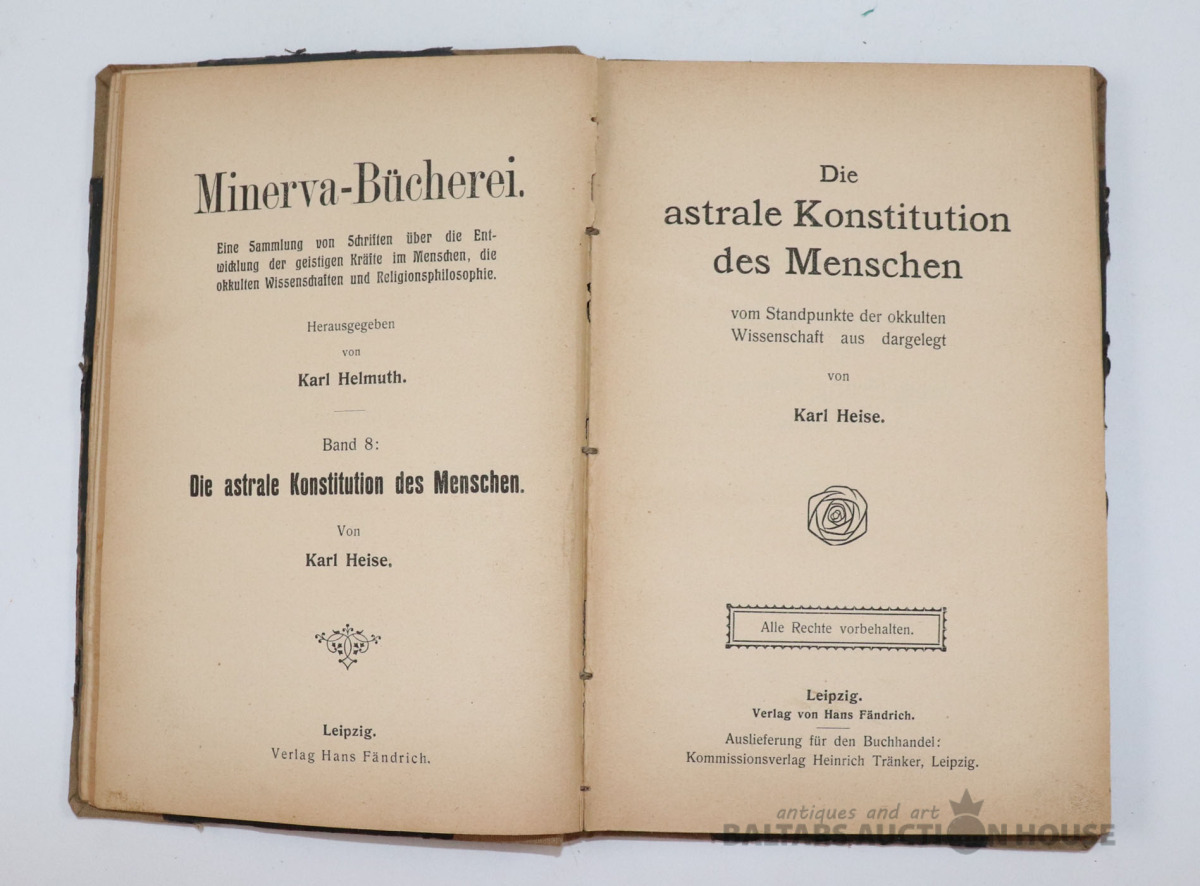 Minerva-Bücherei.
Eine Sammlung von Schriften über die Ent-
wicklung der geistigen Kräfte im Menschen, die
okkulten Wissenschaften und Religionsphilosophie.
Herausgegeben
von
Karl Helmuth.
Band 8:
Die astrale Konstitution des Menschen.
Von
Karl Heise.
Leipzig.
Verlag Hans Fändrich.
Die
astrale Konstitution
des Menschen
vom Standpunkte der okkulten
Wissenschaft aus dargelegt
von
Karl Heise.
Alle Rechte vorbehalten.
Leipzig.
Verlag von Hans Fändrich.
Auslieferung für den Buchhandel:
Kommissionsverlag Heinrich Tränker, Leipzig.
antiques and art
BALTABS AUCTION HOUSE